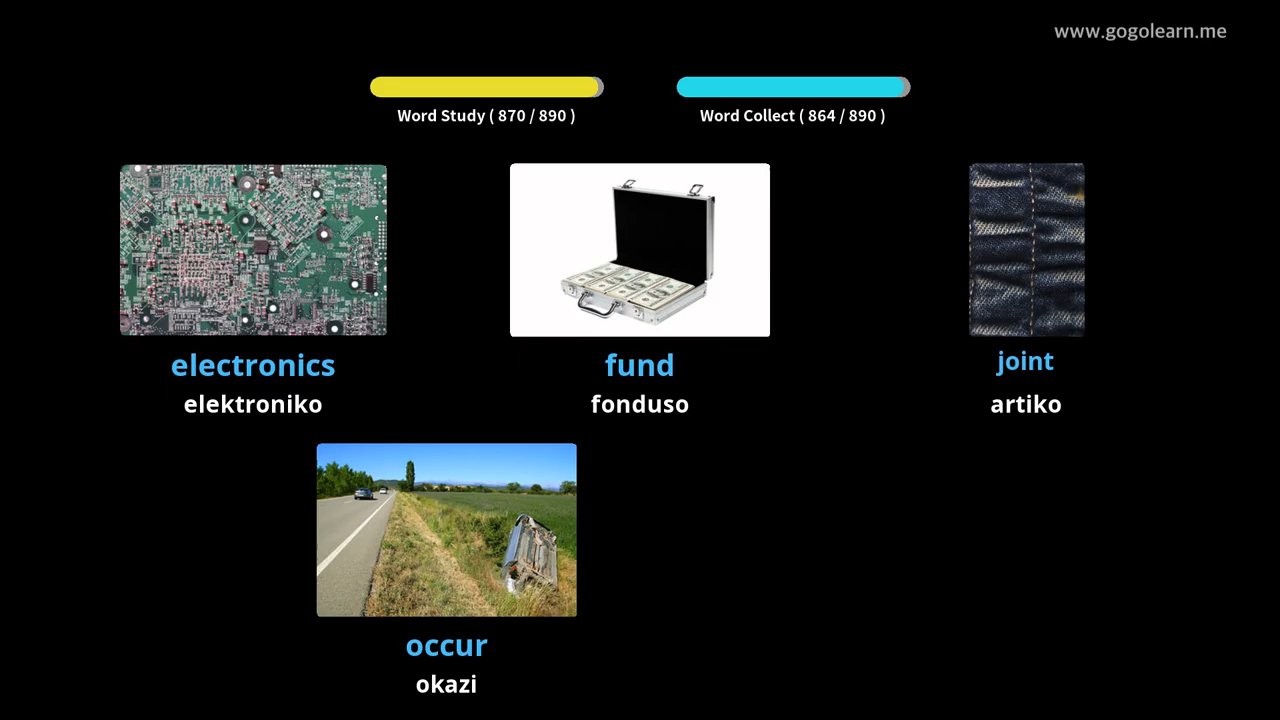 www.gogolearn.me
Word Study ( 870 / 890 )
Word Collect ( 864 / 890 )
electronics
elektroniko
fund
fonduso
joint
artiko
occur
okazi